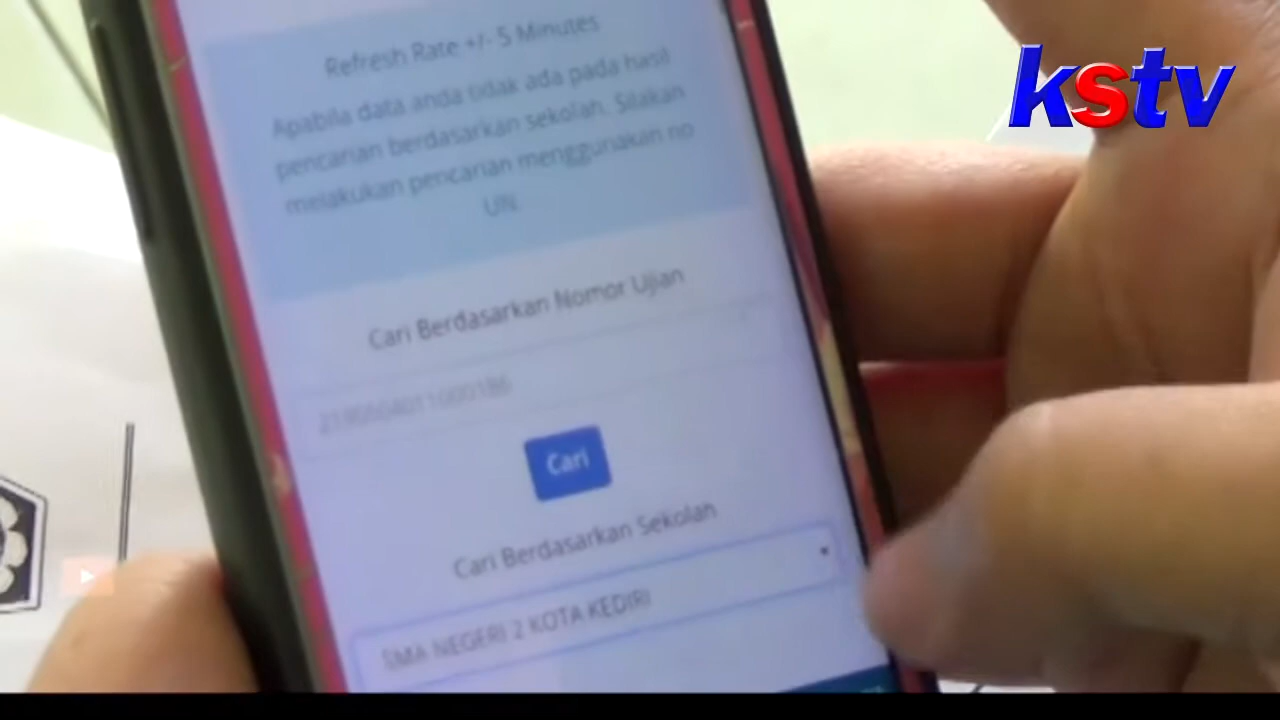 kstv
Refresh Rate +/- 5 Minutes
Apabila data anda tidak ada pada hasil
pencarian berdasarkan sekolah. Silakan
melakukan pencarian menggunakan no
UN.
Cari Berdasarkan Nomor Ujian
Cari
Cari Berdasarkan Sekolah
SMA NEGERI 2 KOTA KEDIRI